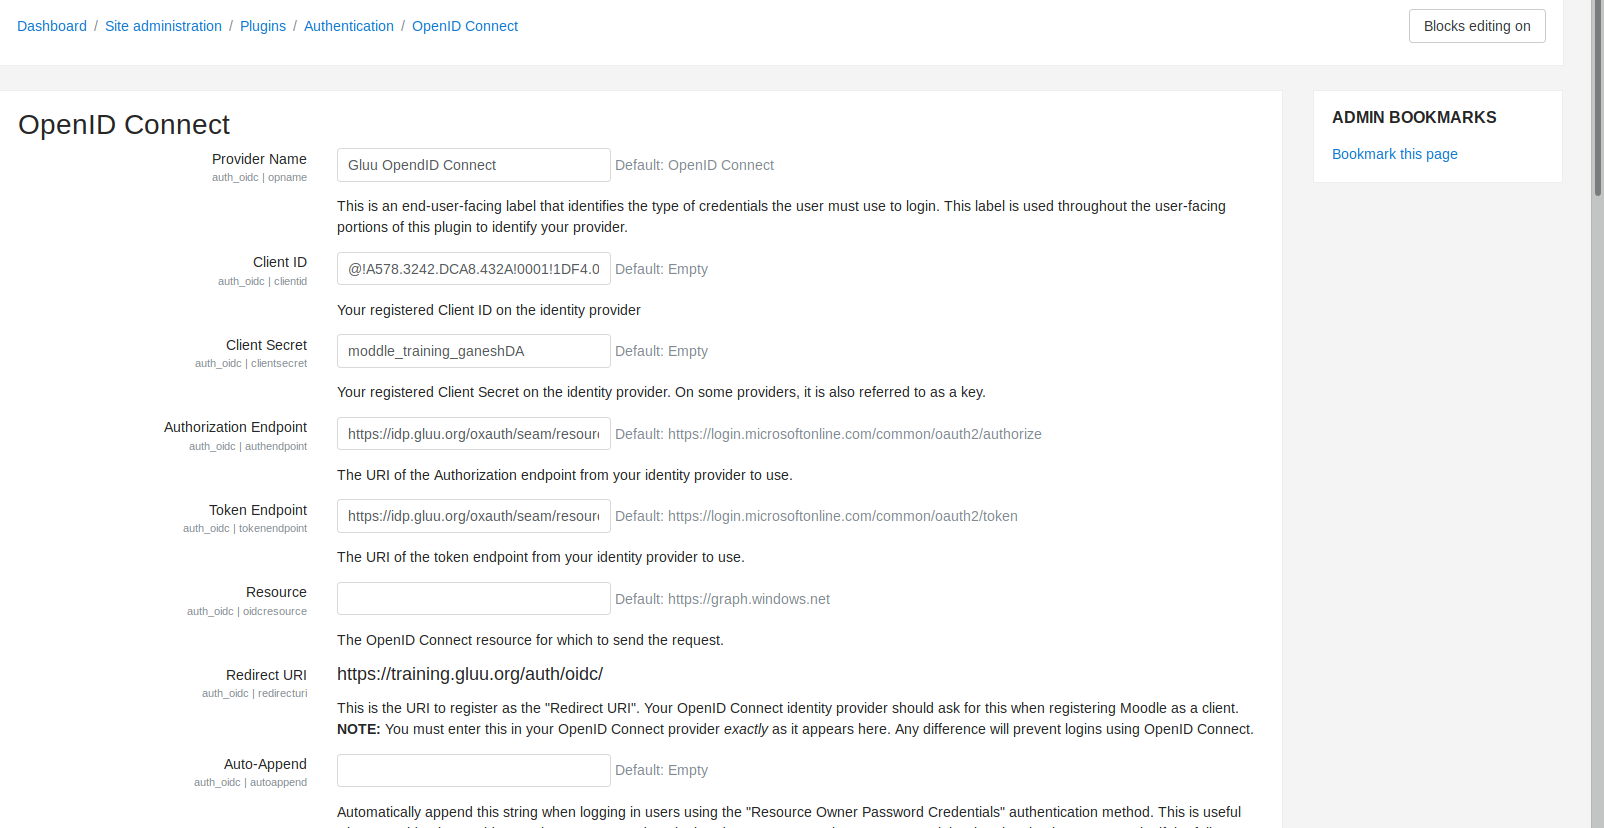 Dashboard / Site administration / Plugins / Authentication / OpenID Connect
Blocks editing on
OpenID Connect
Provider Name
auth_oidc | opname
Gluu OpendID Connect
Default: OpenID Connect
This is an end-user-facing label that identifies the type of credentials the user must use to login. This label is used throughout the user-facing
portions of this plugin to identify your provider.
Client ID
auth_oidc | clientid
@!A578.3242.DCA8.432A!0001!1DF4.0
Default: Empty
Your registered Client ID on the identity provider
Client Secret
auth_oidc | clientsecret
moddle_training_ganeshDA
Default: Empty
Your registered Client Secret on the identity provider. On some providers, it is also referred to as a key.
Authorization Endpoint
auth_oidc | authendpoint
https://idp.gluu.org/oxauth/seam/resour
Default: https://login.microsoftonline.com/common/oauth2/authorize
The URI of the Authorization endpoint from your identity provider to use.
Token Endpoint
auth_oidc | tokenendpoint
https://idp.gluu.org/oxauth/seam/resour
Default: https://login.microsoftonline.com/common/oauth2/token
The URI of the token endpoint from your identity provider to use.
Resource
auth_oidc | oidcresource
Default: https://graph.windows.net
The OpenID Connect resource for which to send the request.
Redirect URI
auth_oidc | redirecturi
https://training.gluu.org/auth/oidc/
This is the URI to register as the "Redirect URI". Your OpenID Connect identity provider should ask for this when registering Moodle as a client.
NOTE: You must enter this in your OpenID Connect provider exactly as it appears here. Any difference will prevent logins using OpenID Connect.
Auto-Append
auth_oidc | autoappend
Default: Empty
Automatically append this string when logging in users using the "Resource Owner Password Credentials" authentication method. This is useful
ADMIN BOOKMARKS
Bookmark this page